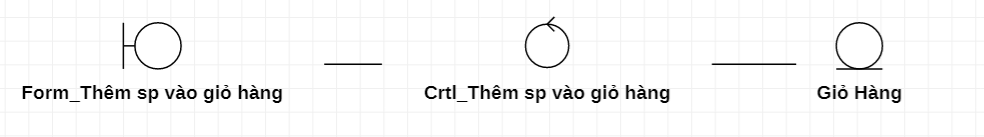 Form_Thêm sp vào giỏ hàng
Crtl_Thêm sp vào giỏ hàng
Giỏ Hàng